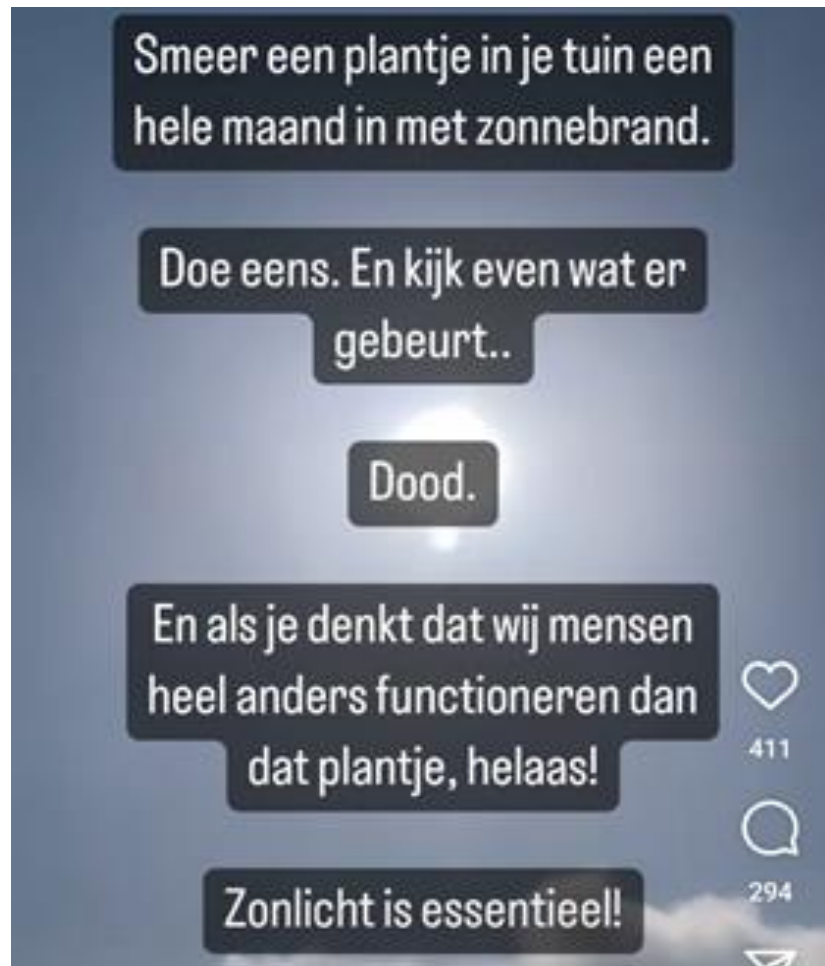 Smeer een plantje in je tuin een
hele maand in met zonnebrand.
Doe eens. En kijk even wat er
gebeurt..
Dood.
En als je denkt dat wij mensen
heel anders functioneren dan
dat plantje, helaas!
411
294
Zonlicht is essentieel!